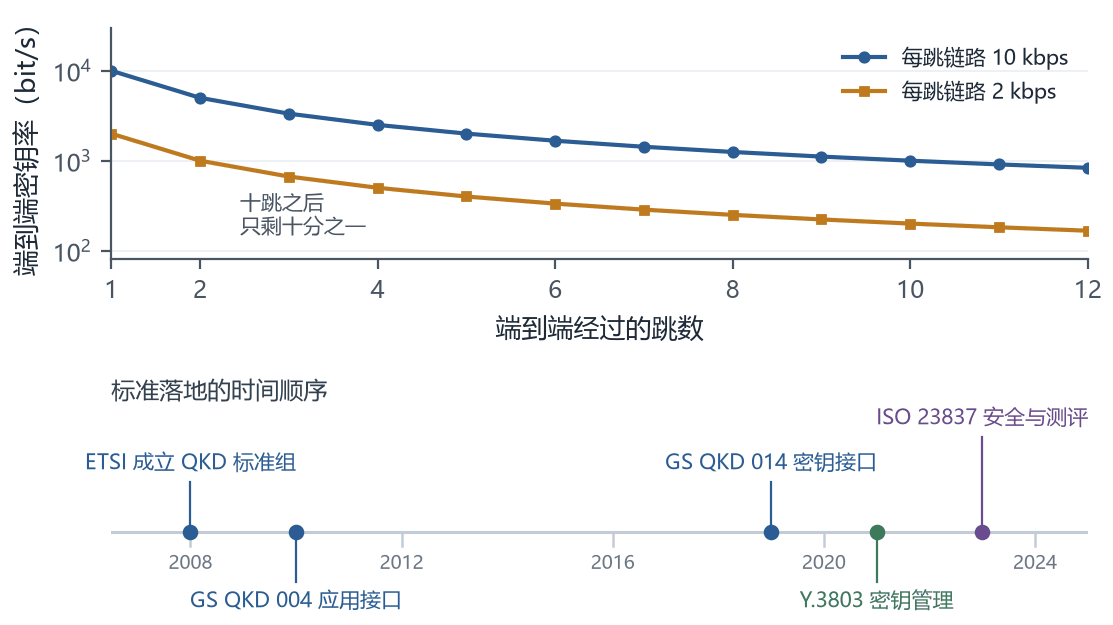 端到端密钥率（bit/s）
10⁴
10³
10²
每跳链路 10 kbps
每跳链路 2 kbps
十跳之后
只剩十分之一
1 2 4 6 8 10 12
端到端经过的跳数
标准落地的时间顺序
ISO 23837 安全与测评
ETSI 成立 QKD 标准组
GS QKD 014 密钥接口
2008 2012 2016 2020 2024
GS QKD 004 应用接口
Y.3803 密钥管理